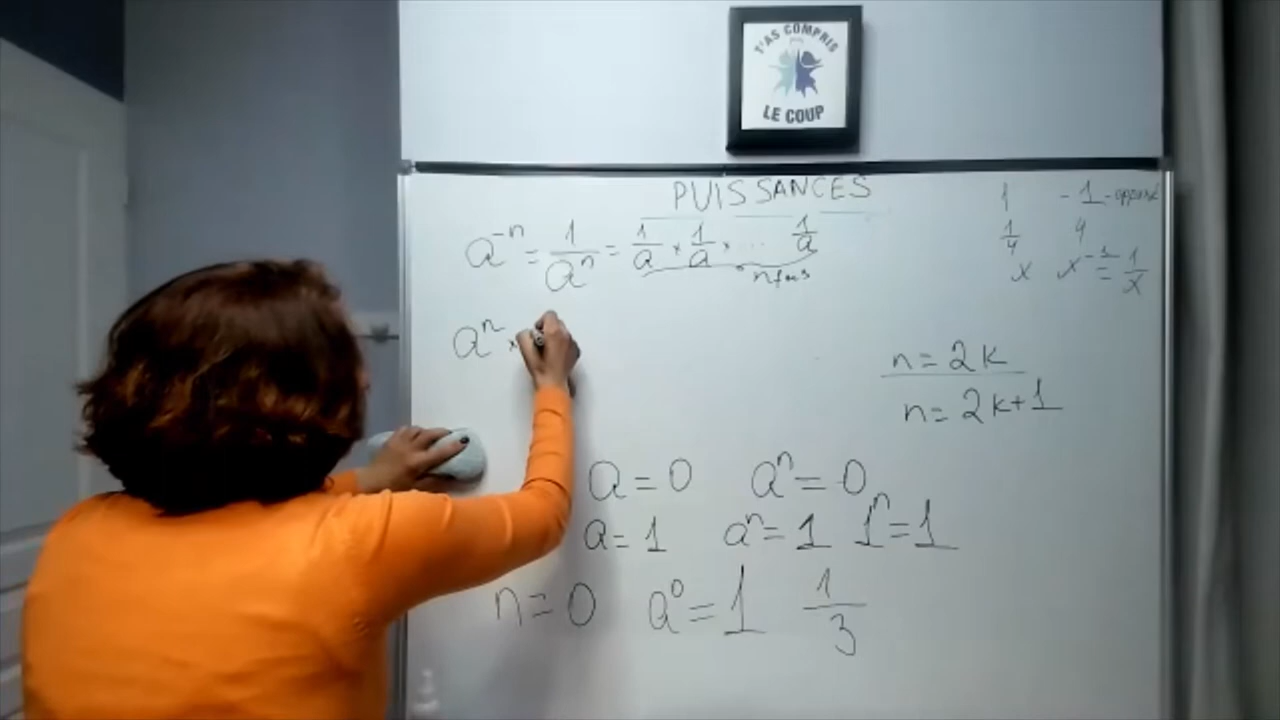 T'AS COMPRIS
LE COUP
PUISSANCES
1 -1-opposé
a⁻ⁿ = 1/aⁿ = 1/a × 1/a × ... 1/a
n fois
1/4 4
x x⁻¹ = 1/x
aⁿ ×
n = 2k
n = 2k+1
a = 0 aⁿ = 0
a = 1 aⁿ = 1 1ⁿ = 1
n = 0 a⁰ = 1 1/3